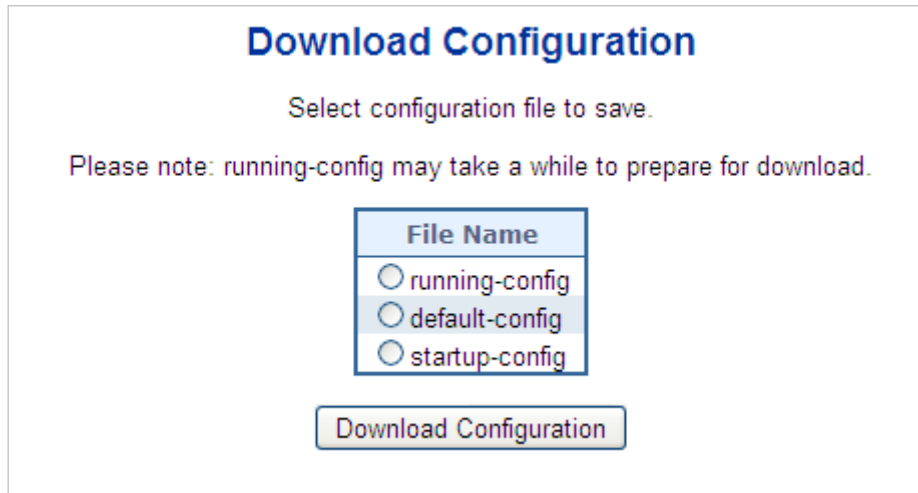 Download Configuration
Select configuration file to save.
Please note: running-config may take a while to prepare for download.
File Name
running-config
default-config
startup-config
Download Configuration